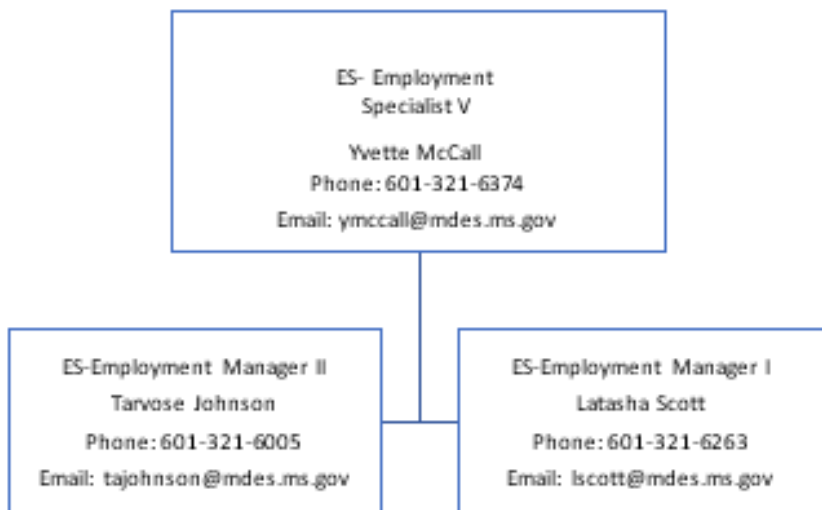 ES- Employment
Specialist V
Yvette McCall
Phone: 601-321-6374
Email: ymccall@mdes.ms.gov
ES-Employment Manager II
Tarvose Johnson
Phone: 601-321-6005
Email: tajohnson@mdes.ms.gov
ES-Employment Manager I
Latasha Scott
Phone: 601-321-6263
Email: lscott@mdes.ms.gov